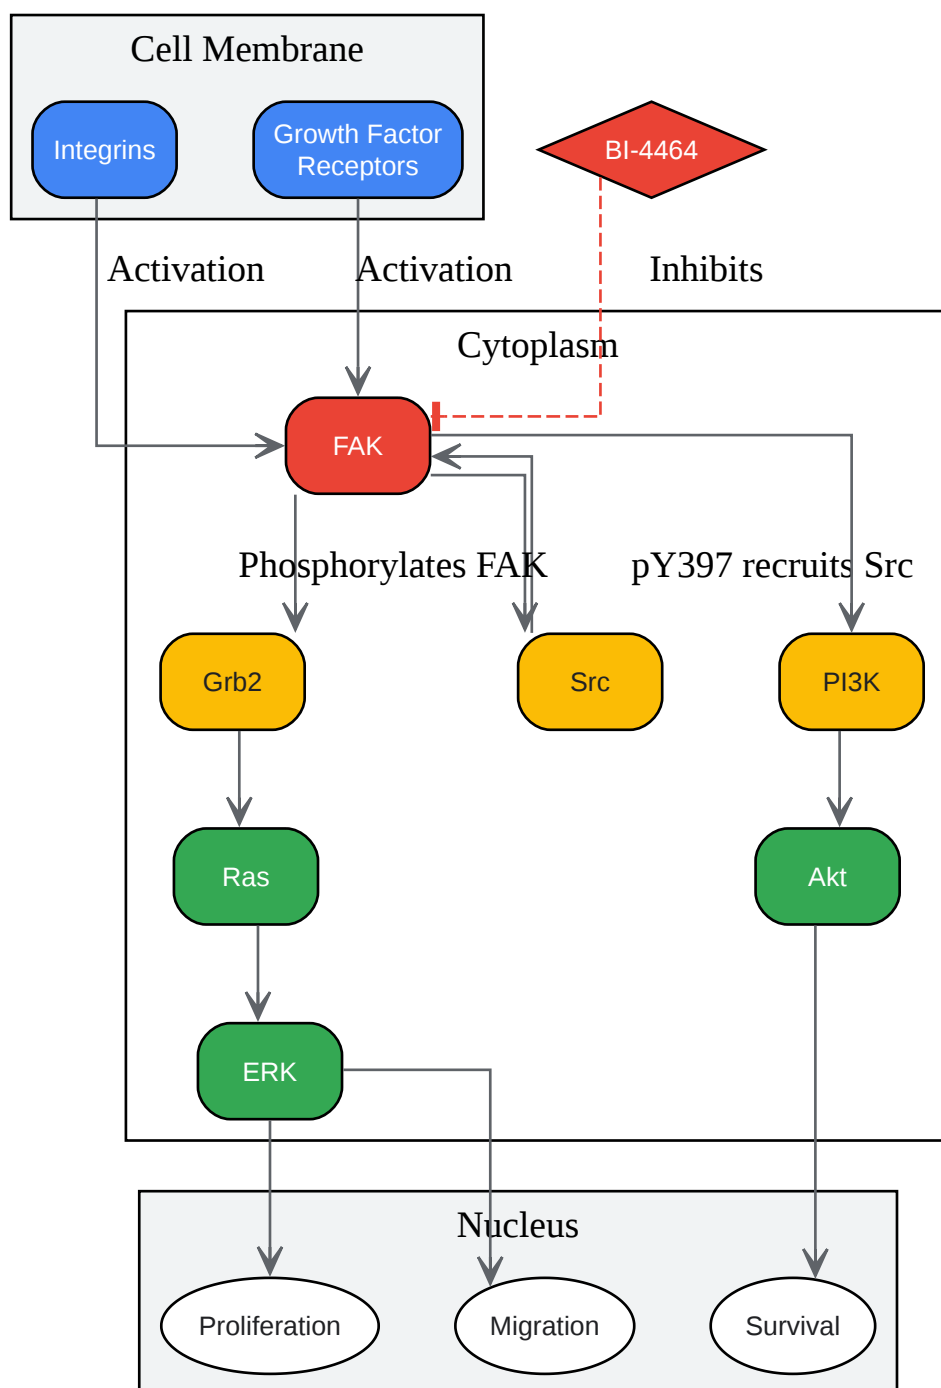 Cell Membrane
Integrins
Growth Factor
Receptors
BI-4464
Activation
Activation
Inhibits
Cytoplasm
FAK
Phosphorylates FAK
pY397 recruits Src
Grb2
Src
PI3K
Ras
Akt
ERK
Nucleus
Proliferation
Migration
Survival